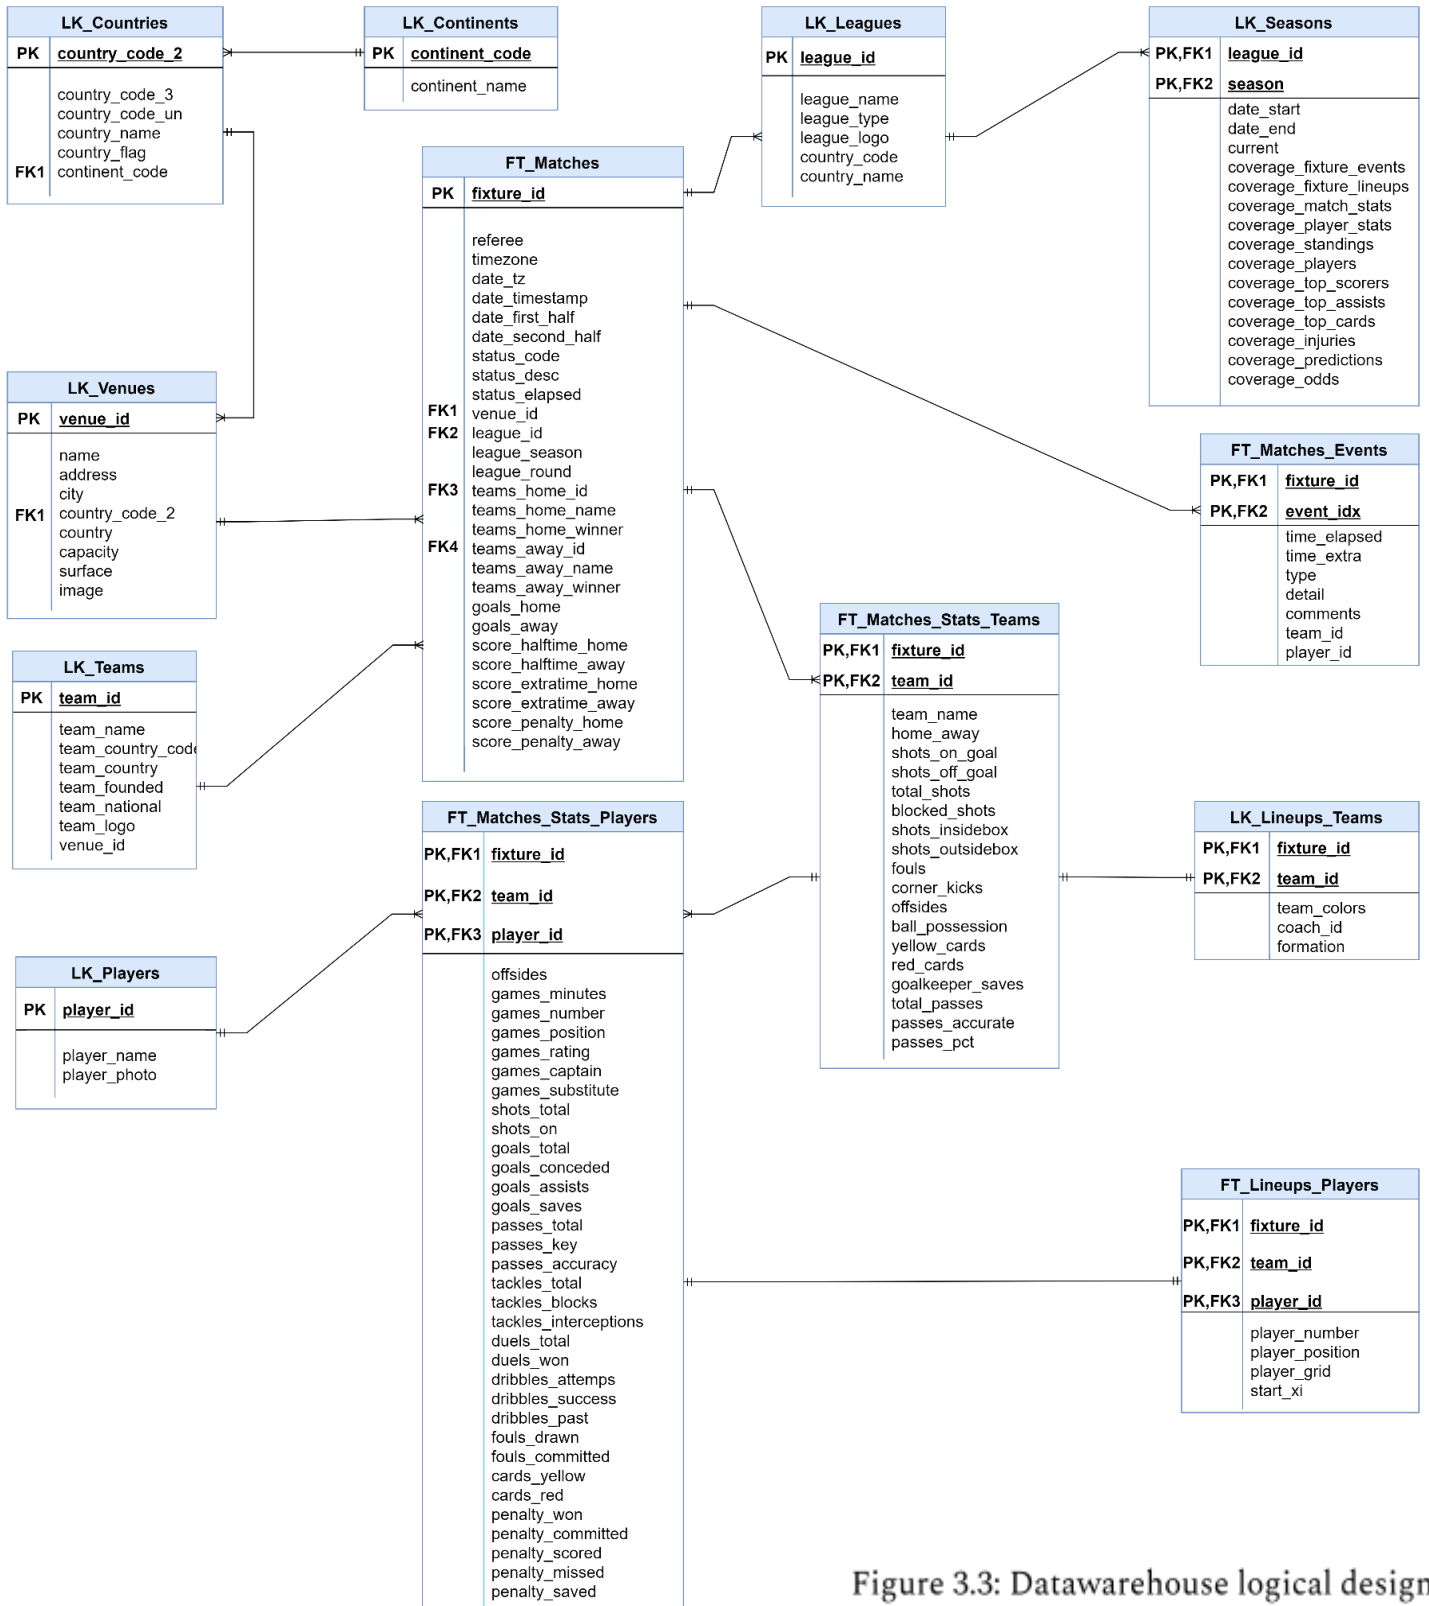 LK_Countries
PK country_code_2
country_code_3
country_code_un
country_name
country_flag
FK1 continent_code
LK_Continents
PK continent_code
continent_name
LK_Leagues
PK league_id
league_name
league_type
league_logo
country_code
country_name
LK_Seasons
PK,FK1 league_id
PK,FK2 season
date_start
date_end
current
coverage_fixture_events
coverage_fixture_lineups
coverage_match_stats
coverage_player_stats
coverage_standings
coverage_players
coverage_top_scorers
coverage_top_assists
coverage_top_cards
coverage_injuries
coverage_predictions
coverage_odds
FT_Matches
PK fixture_id
referee
timezone
date_tz
date_timestamp
date_first_half
date_second_half
status_code
status_desc
status_elapsed
FK1 venue_id
FK2 league_id
league_season
league_round
FK3 teams_home_id
teams_home_name
teams_home_winner
FK4 teams_away_id
teams_away_name
teams_away_winner
goals_home
goals_away
score_halftime_home
score_halftime_away
score_extratime_home
score_extratime_away
score_penalty_home
score_penalty_away
LK_Venues
PK venue_id
name
address
city
FK1 country_code_2
country
capacity
surface
image
FT_Matches_Events
PK,FK1 fixture_id
PK,FK2 event_idx
time_elapsed
time_extra
type
detail
comments
team_id
player_id
LK_Teams
PK team_id
team_name
team_country_code
team_country
team_founded
team_national
team_logo
venue_id
FT_Matches_Stats_Teams
PK,FK1 fixture_id
PK,FK2 team_id
team_name
home_away
shots_on_goal
shots_off_goal
total_shots
blocked_shots
shots_insidebox
shots_outsidebox
fouls
corner_kicks
offsides
ball_possession
yellow_cards
red_cards
goalkeeper_saves
total_passes
passes_accurate
passes_pct
LK_Lineups_Teams
PK,FK1 fixture_id
PK,FK2 team_id
team_colors
coach_id
formation
FT_Matches_Stats_Players
PK,FK1 fixture_id
PK,FK2 team_id
PK,FK3 player_id
offsides
games_minutes
games_number
games_position
games_rating
games_captain
games_substitute
shots_total
shots_on
goals_total
goals_conceded
goals_assists
goals_saves
passes_total
passes_key
passes_accuracy
tackles_total
tackles_blocks
tackles_interceptions
duels_total
duels_won
dribbles_attemps
dribbles_success
dribbles_past
fouls_drawn
fouls_committed
cards_yellow
cards_red
penalty_won
penalty_committed
penalty_scored
penalty_missed
penalty_saved
LK_Players
PK player_id
player_name
player_photo
FT_Lineups_Players
PK,FK1 fixture_id
PK,FK2 team_id
PK,FK3 player_id
player_number
player_position
player_grid
start_xi
Figure 3.3: Datawarehouse logical design